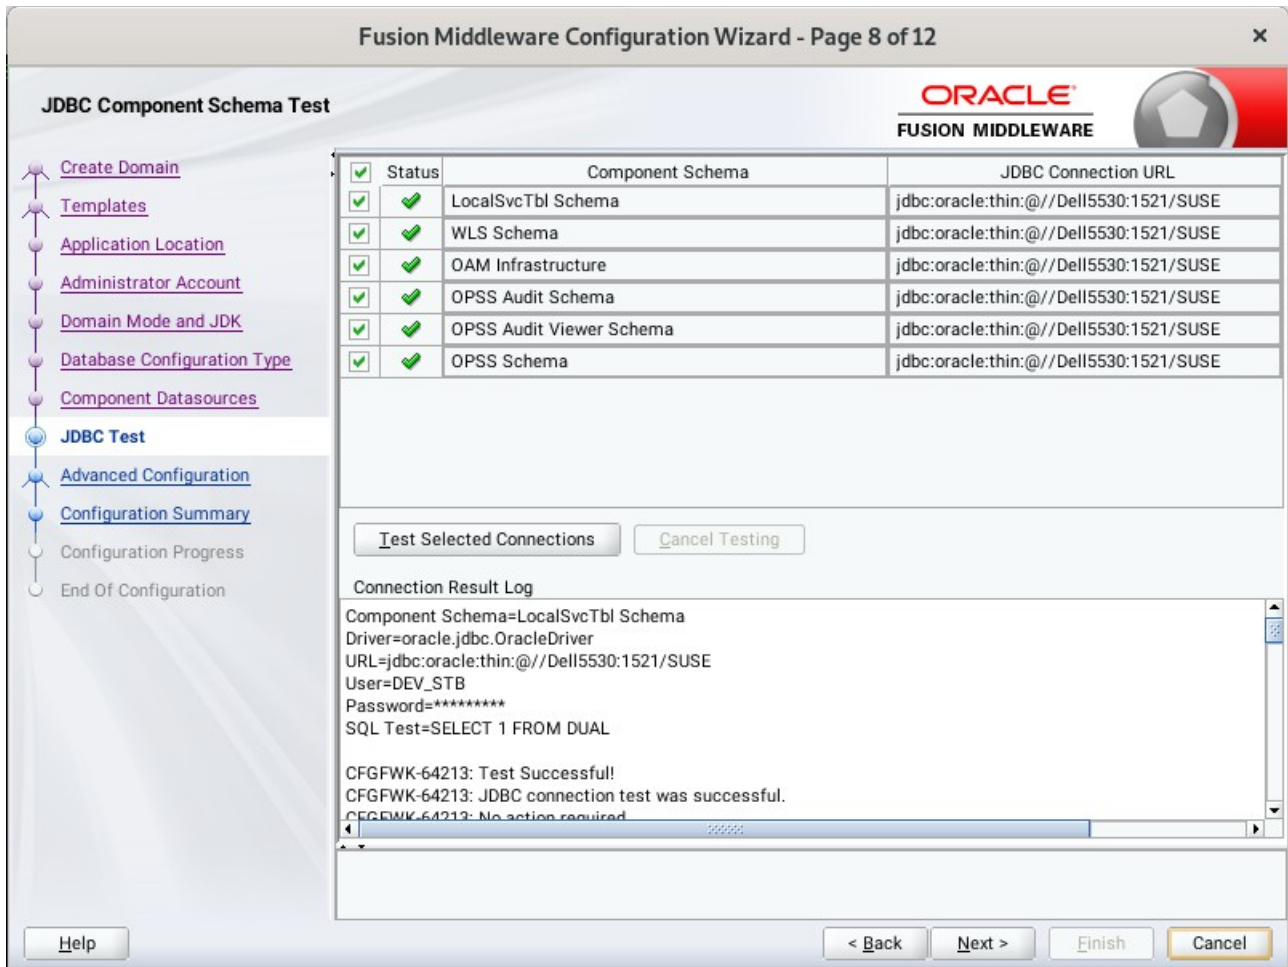 Fusion Middleware Configuration Wizard - Page 8 of 12
JDBC Component Schema Test
ORACLE
FUSION MIDDLEWARE
Create Domain
Templates
Application Location
Administrator Account
Domain Mode and JDK
Database Configuration Type
Component Datasources
JDBC Test
Advanced Configuration
Configuration Summary
Configuration Progress
End Of Configuration
Status Component Schema JDBC Connection URL
LocalSvcTbl Schema jdbc:oracle:thin:@//Dell5530:1521/SUSE
WLS Schema jdbc:oracle:thin:@//Dell5530:1521/SUSE
OAM Infrastructure jdbc:oracle:thin:@//Dell5530:1521/SUSE
OPSS Audit Schema jdbc:oracle:thin:@//Dell5530:1521/SUSE
OPSS Audit Viewer Schema jdbc:oracle:thin:@//Dell5530:1521/SUSE
OPSS Schema jdbc:oracle:thin:@//Dell5530:1521/SUSE
Test Selected Connections Cancel Testing
Connection Result Log
Component Schema=LocalSvcTbl Schema
Driver=oracle.jdbc.OracleDriver
URL=jdbc:oracle:thin:@//Dell5530:1521/SUSE
User=DEV_STB
Password=*********
SQL Test=SELECT 1 FROM DUAL
CFGFWK-64213: Test Successful!
CFGFWK-64213: JDBC connection test was successful.
CFGFWK-64213: No action required
Help < Back Next > Finish Cancel